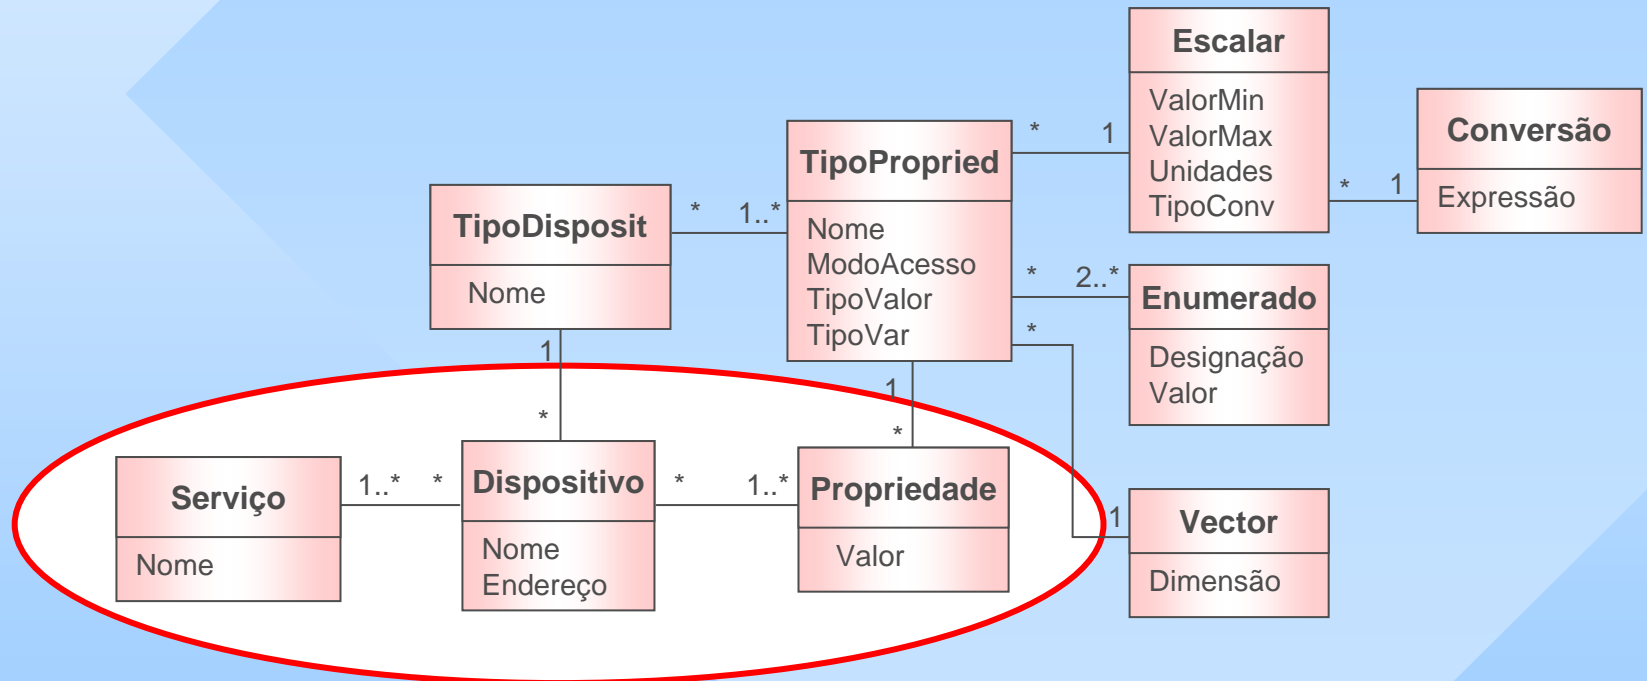 Escalar
ValorMin
ValorMax
Unidades
TipoConv
* 1
Conversão
Expressão
* 1
TipoPropried
Nome
ModoAcesso
TipoValor
TipoVar
TipoDisposit
Nome
* 1..*
* 2..*
Enumerado
Designação
Valor
*
1
1
*
*
Serviço
Nome
1..* *
Dispositivo
Nome
Endereço
* 1..*
Propriedade
Valor
1
Vector
Dimensão